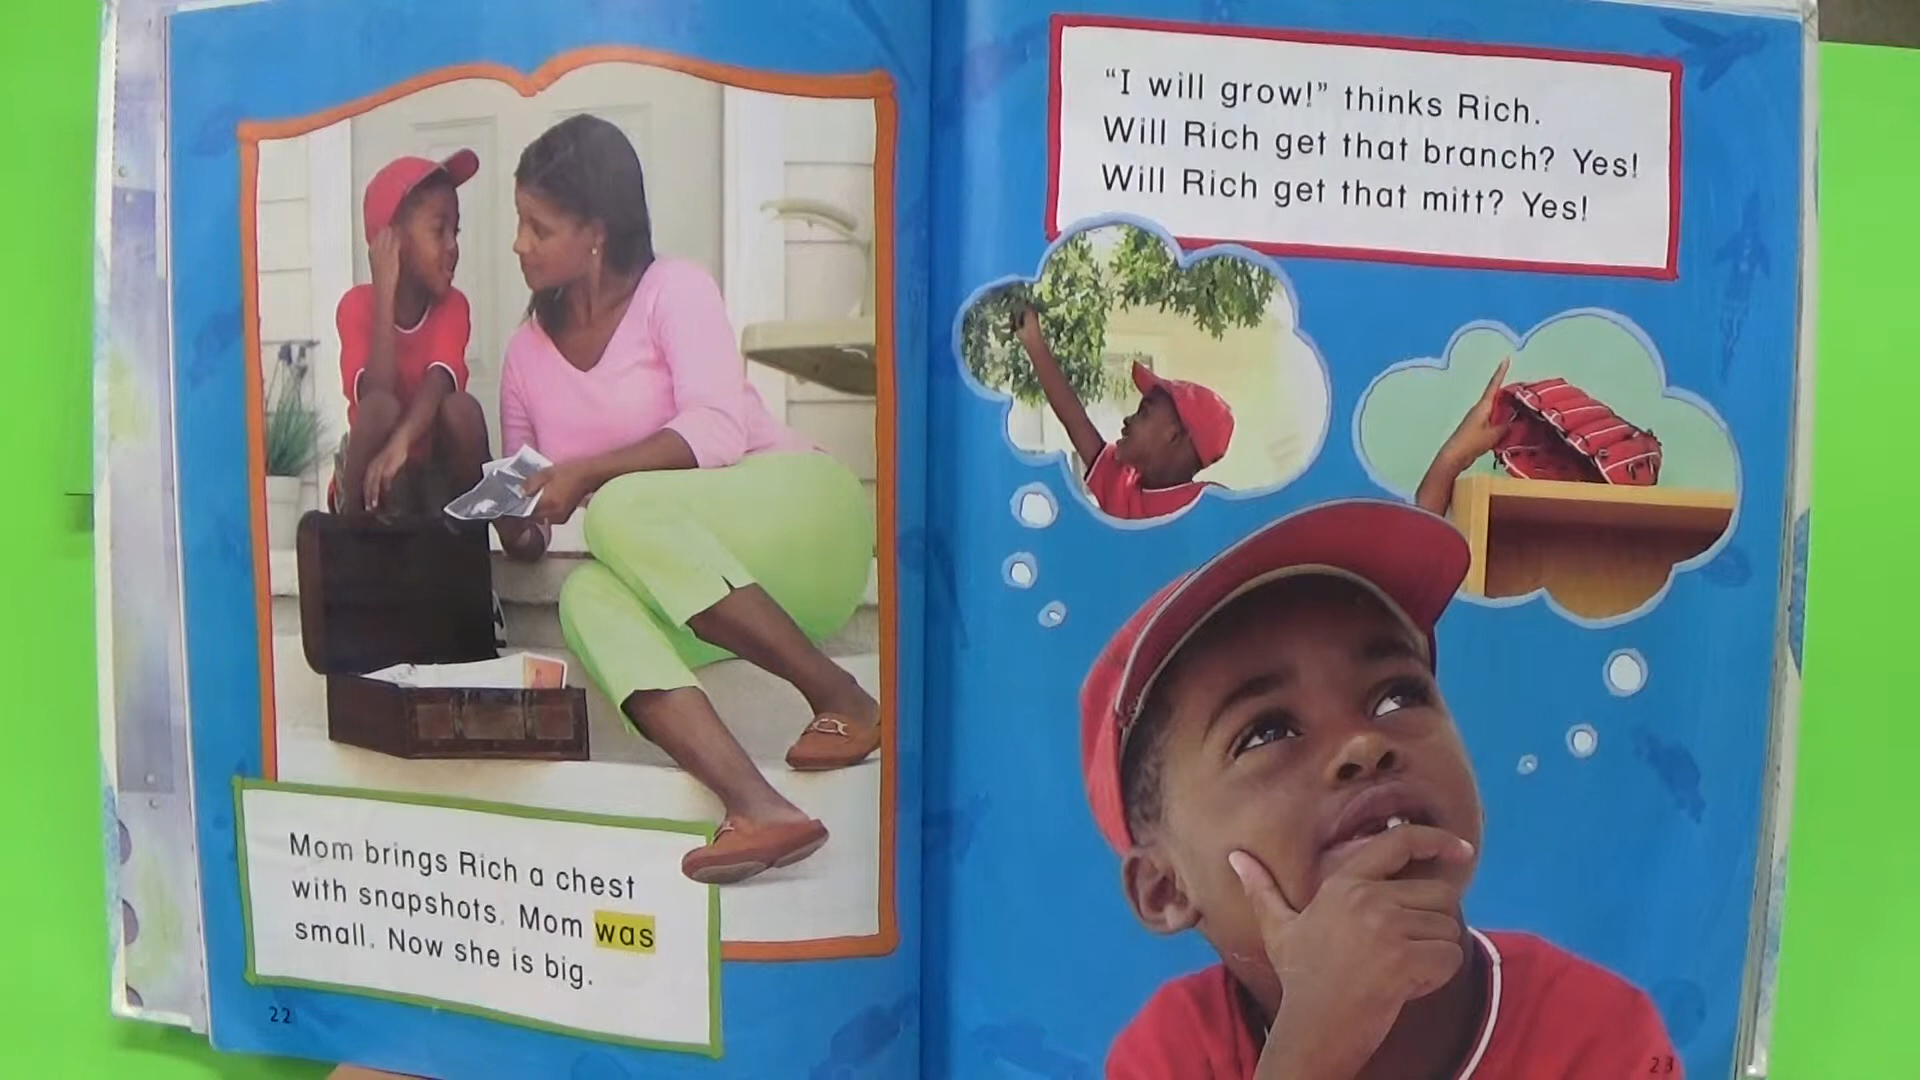 Mom brings Rich a chest
with snapshots. Mom was
small. Now she is big.
22
“I will grow!” thinks Rich.
Will Rich get that branch? Yes!
Will Rich get that mitt? Yes!
23